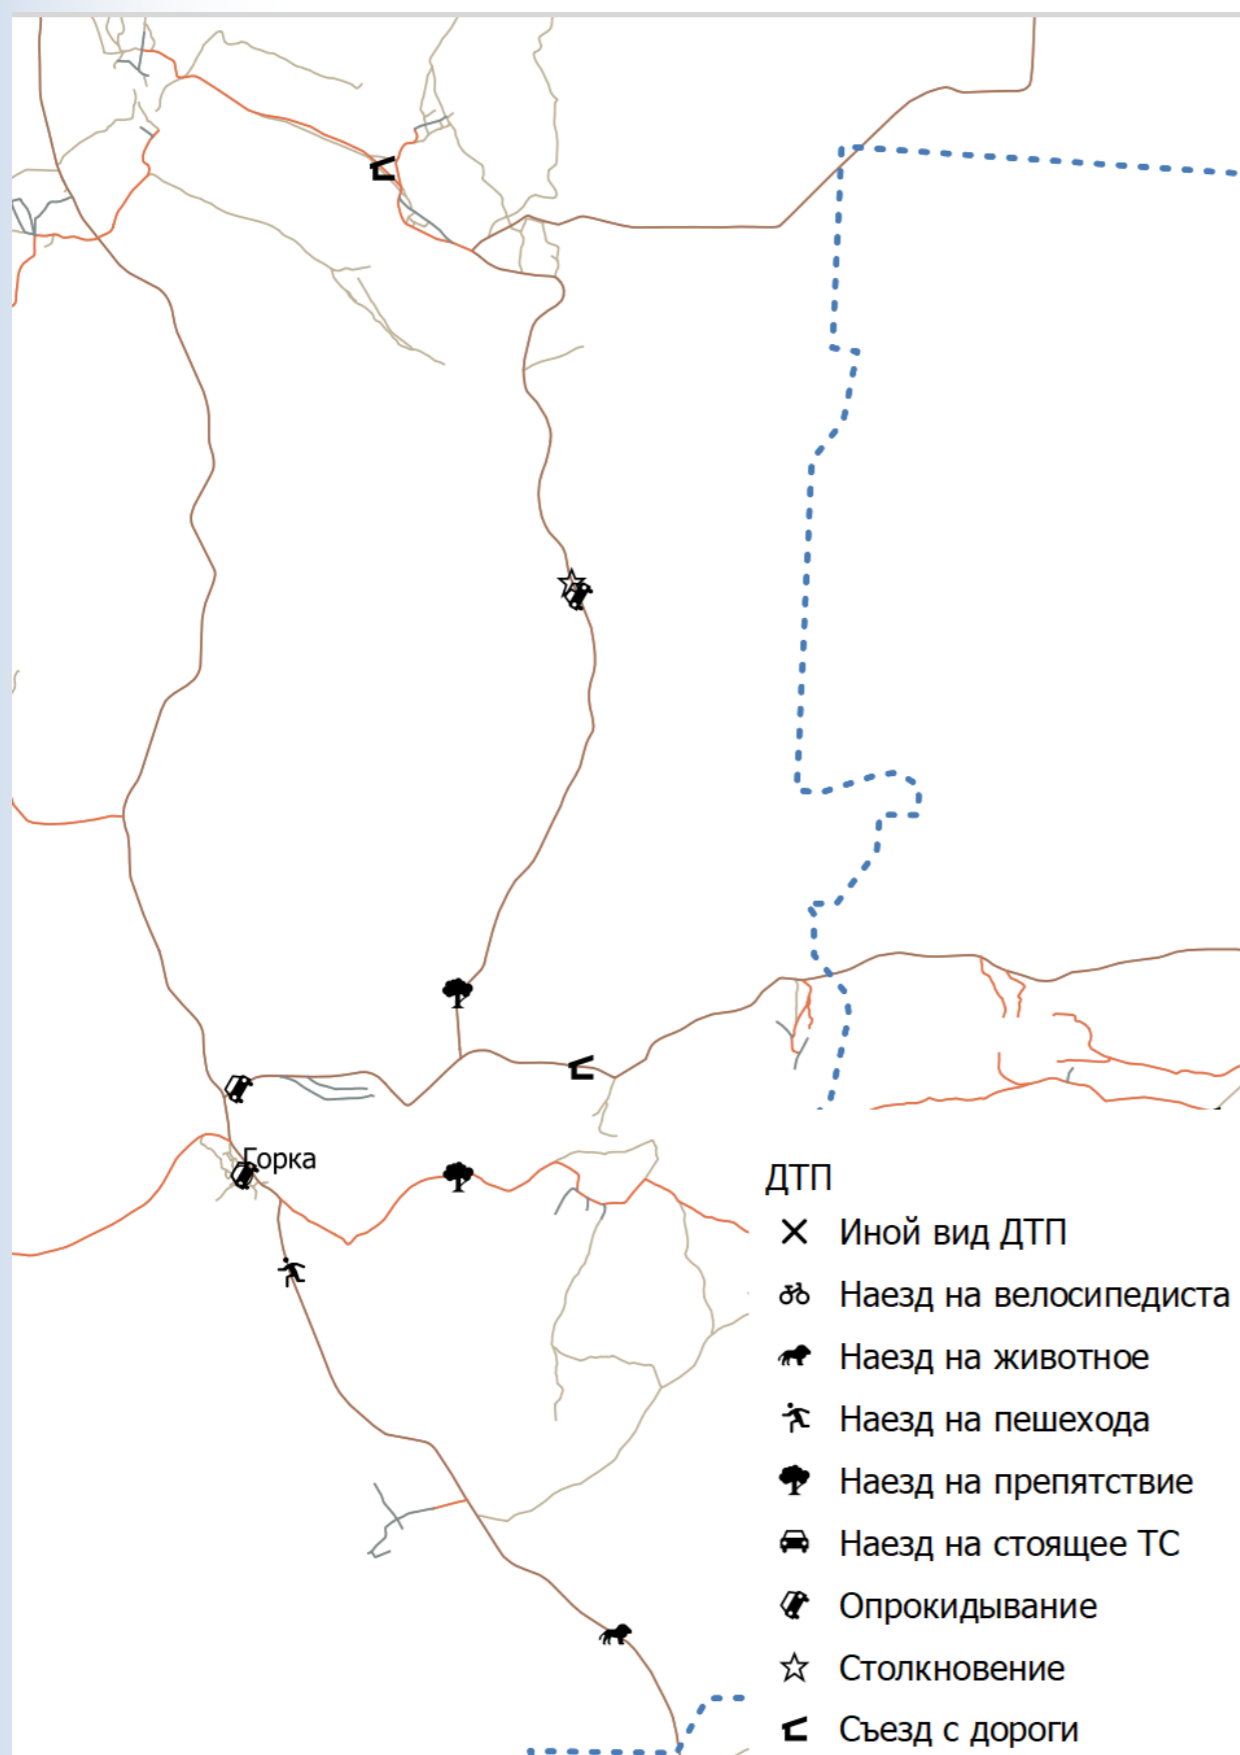 Горка
ДТП
Иной вид ДТП
Наезд на велосипедиста
Наезд на животное
Наезд на пешехода
Наезд на препятствие
Наезд на стоящее ТС
Опрокидывание
Столкновение
Съезд с дороги